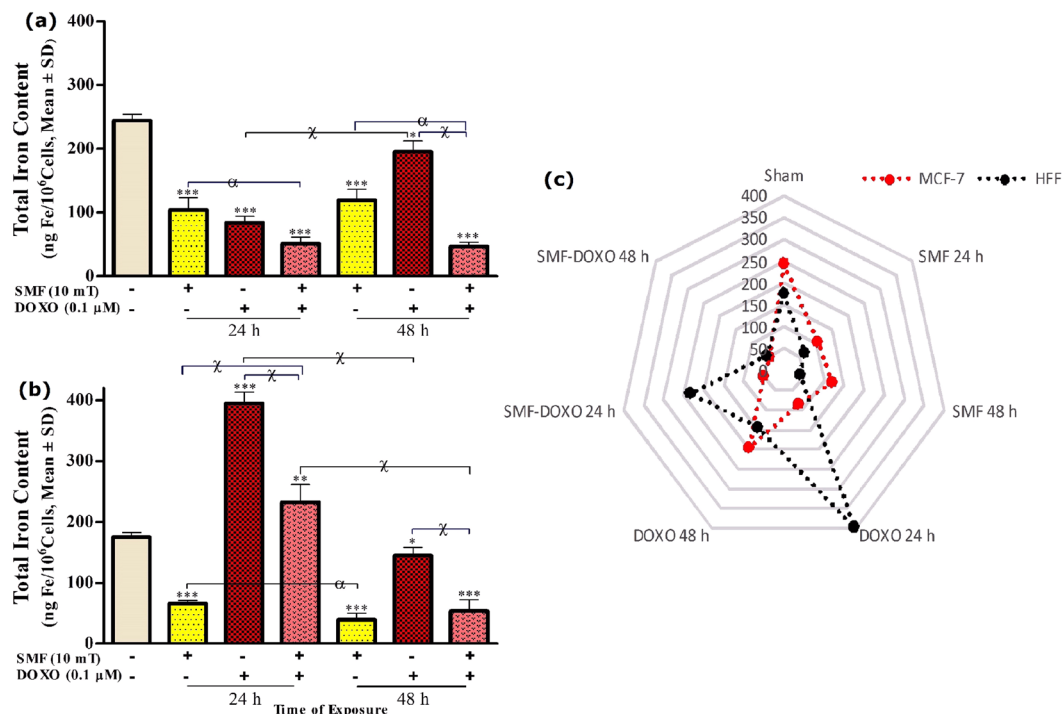 (a)
Total Iron Content
(ng Fe/10⁶Cells, Mean ± SD)
400
300
200
100
0
*** *** *** *** * ***
α χ α χ
SMF (10 mT) - + - + + - +
DOXO (0.1 µM) - - + + - + +
24 h 48 h
(b)
Total Iron Content
(ng Fe/10⁶Cells, Mean ± SD)
400
300
200
100
0
*** *** ** *** * ***
χ χ χ χ χ α
SMF (10 mT) - + - + + - +
DOXO (0.1 µM) - - + + - + +
24 h 48 h
Time of Exposure
(c)
MCF-7 HFF
Sham
SMF 24 h
SMF 48 h
DOXO 24 h
DOXO 48 h
SMF-DOXO 24 h
SMF-DOXO 48 h
400
350
300
250
200
150
100
50
0